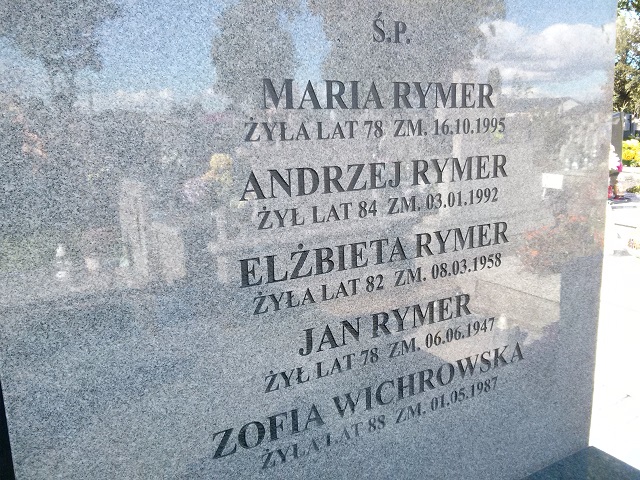 Ś.P.
MARIA RYMER
ŻYŁA LAT 78 ZM. 16.10.1995
ANDRZEJ RYMER
ŻYŁ LAT 84 ZM. 03.01.1992
ELŻBIETA RYMER
ŻYŁA LAT 82 ZM. 08.03.1958
JAN RYMER
ŻYŁ LAT 78 ZM. 06.06.1947
ZOFIA WICHROWSKA
ŻYŁA LAT 88 ZM. 01.05.1987